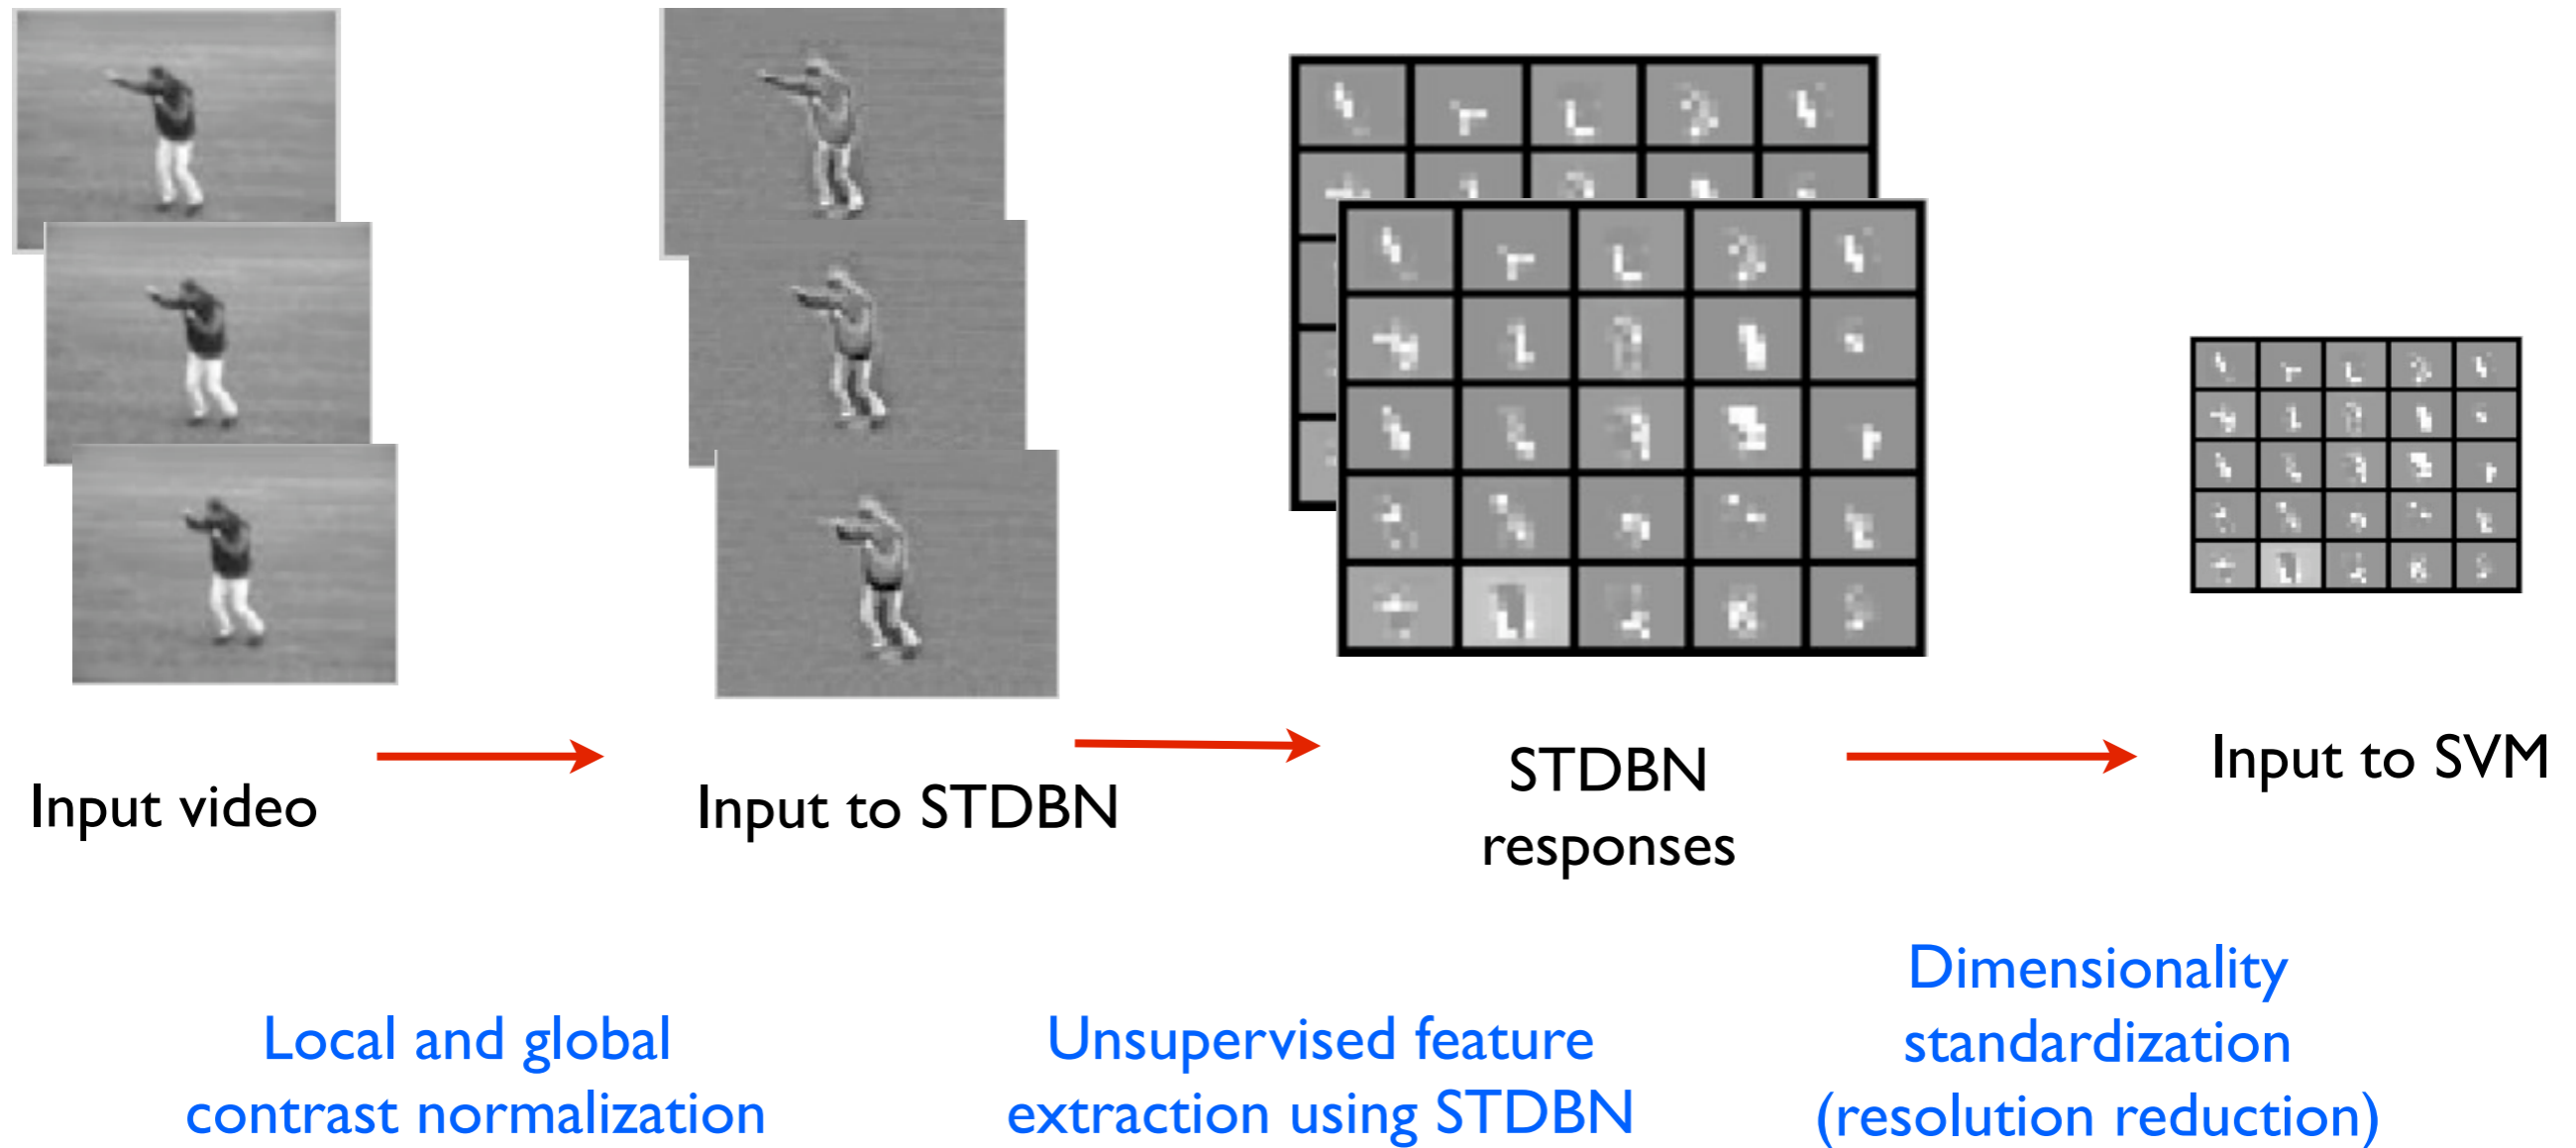 Input video
Input to STDBN
STDBN
responses
Input to SVM
Local and global
contrast normalization
Unsupervised feature
extraction using STDBN
Dimensionality
standardization
(resolution reduction)